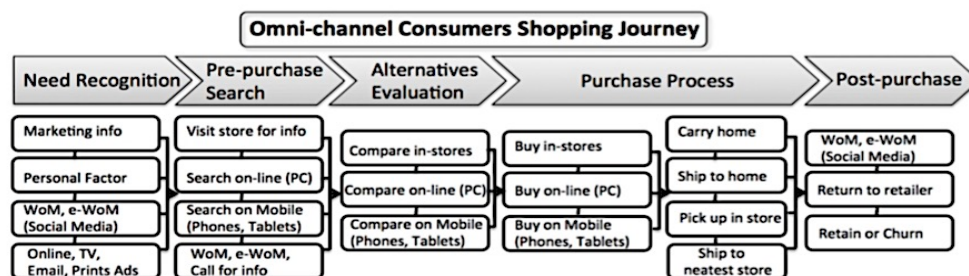 Omni-channel Consumers Shopping Journey
Need Recognition
Pre-purchase
Search
Alternatives
Evaluation
Purchase Process
Post-purchase
Marketing info
Personal Factor
WoM, e-WoM
(Social Media)
Online, TV,
Email, Prints Ads
Visit store for info
Search on-line (PC)
Search on Mobile
(Phones, Tablets)
WoM, e-WoM,
Call for info
Compare in-stores
Compare on-line (PC)
Compare on Mobile
(Phones, Tablets)
Buy in-stores
Buy on-line (PC)
Buy on Mobile
(Phones, Tablets)
Carry home
Ship to home
Pick up in store
Ship to
neatest store
WoM, e-WoM
(Social Media)
Return to retailer
Retain or Churn